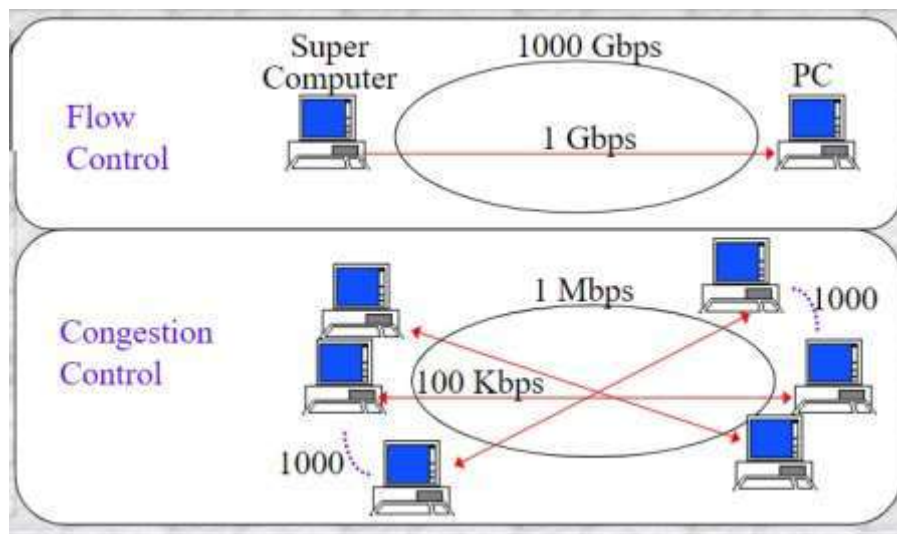 Super
Computer
1000 Gbps
PC
Flow
Control
1 Gbps
1 Mbps
1000
Congestion
Control
100 Kbps
1000